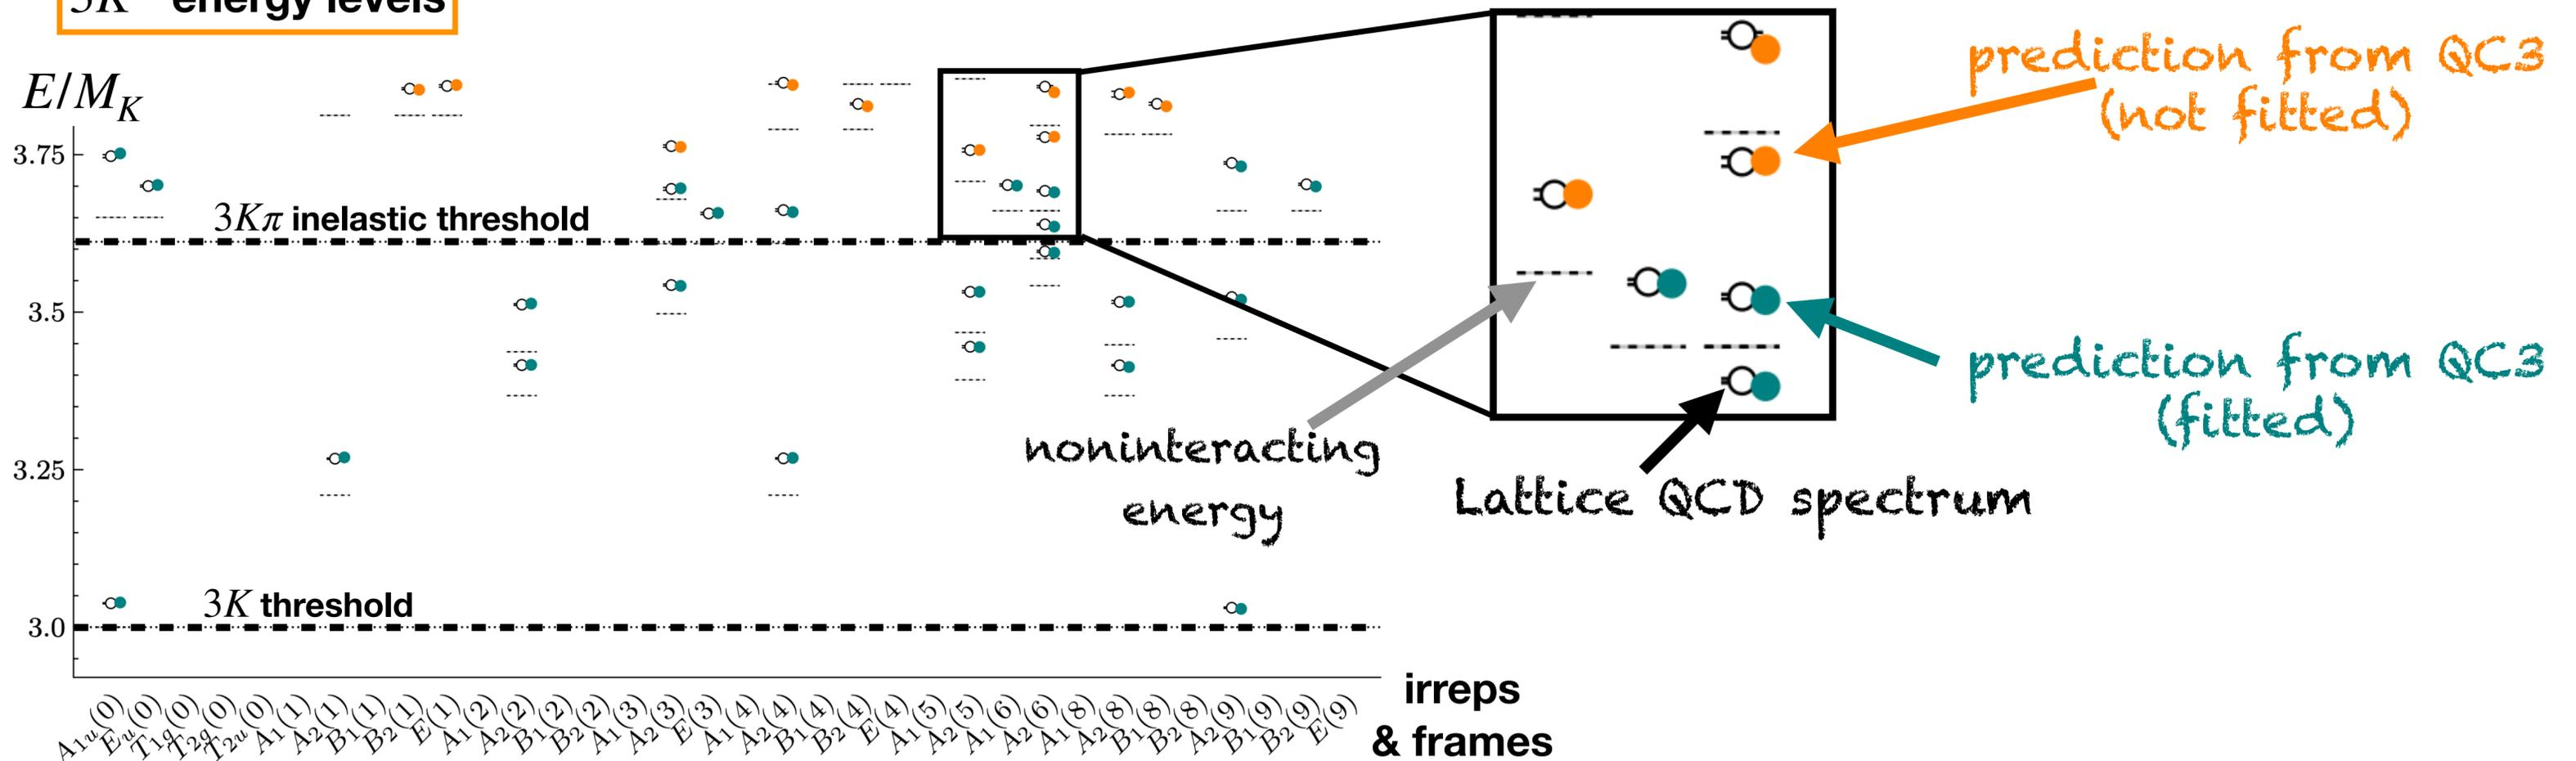 3K energy levels
E/M_K
3.75
3.5
3.25
3.0
3Kπ inelastic threshold
3K threshold
prediction from QC3
(not fitted)
prediction from QC3
(fitted)
noninteracting
energy
Lattice QCD spectrum
A₁ᵤ(0)
Eᵤ(0)
T₁g(0)
T₂g(0)
T₂ᵤ(0)
A₁(1)
A₂(1)
B₁(1)
B₂(1)
E(1)
A₁(2)
A₂(2)
B₁(2)
B₂(2)
A₁(3)
A₂(3)
E(3)
A₁(4)
A₂(4)
B₁(4)
B₂(4)
E(4)
A₁(5)
A₂(5)
A₁(6)
A₂(6)
A₁(8)
A₂(8)
B₁(8)
B₂(8)
A₂(9)
B₁(9)
B₂(9)
E(9)
irreps
& frames